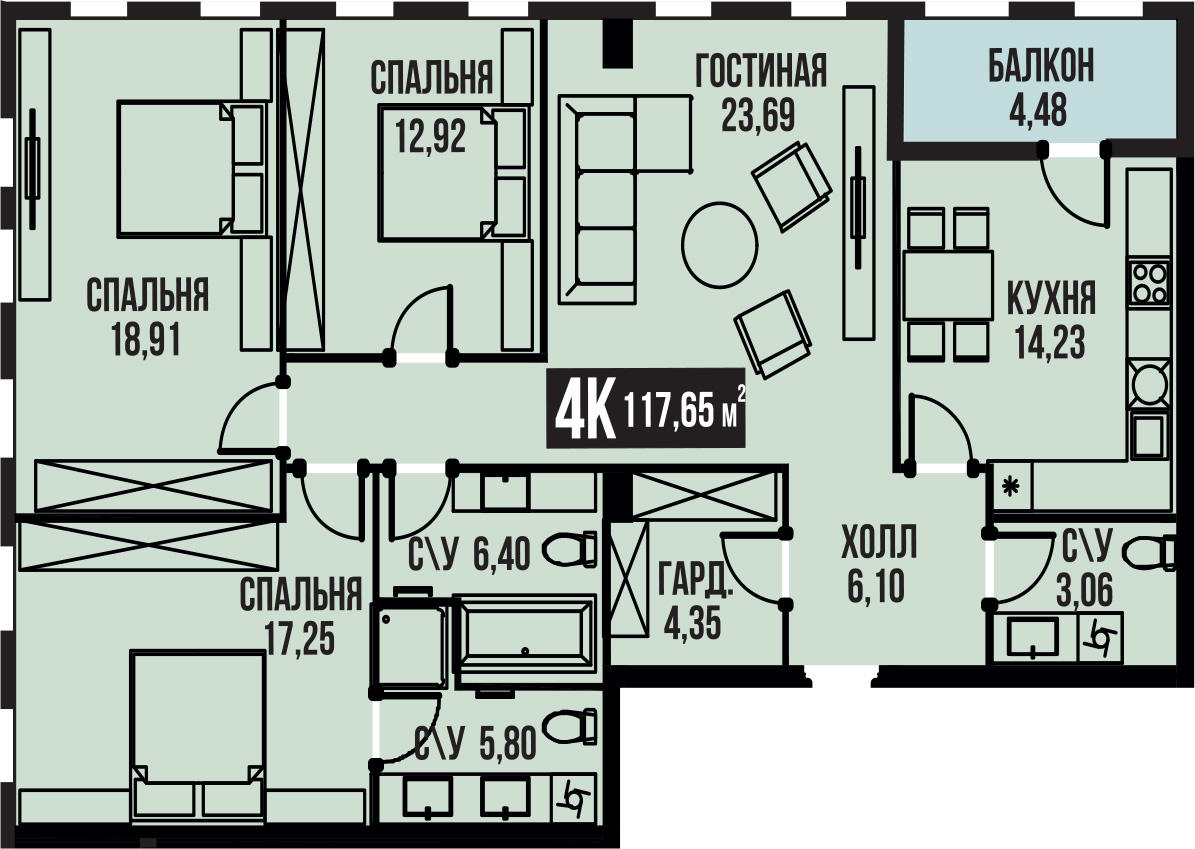 СПАЛЬНЯ
12,92
ГОСТИНАЯ
23,69
БАЛКОН
4,48
СПАЛЬНЯ
18,91
КУХНЯ
14,23
4К 117,65 м²
С\У 6,40
ХОЛЛ
6,10
С\У
3,06
ГАРД.
4,35
СПАЛЬНЯ
17,25
С\У 5,80